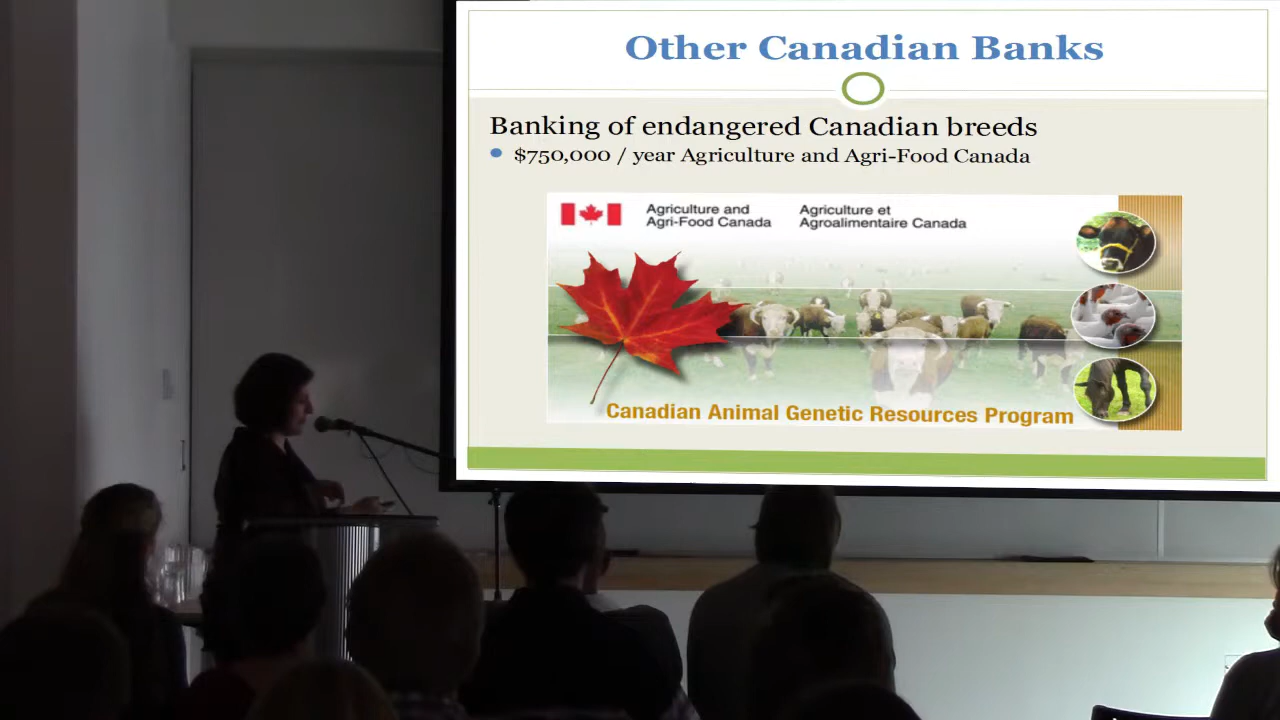 Other Canadian Banks
Banking of endangered Canadian breeds
$750,000 / year Agriculture and Agri-Food Canada
Agriculture and
Agri-Food Canada
Agriculture et
Agroalimentaire Canada
Canadian Animal Genetic Resources Program